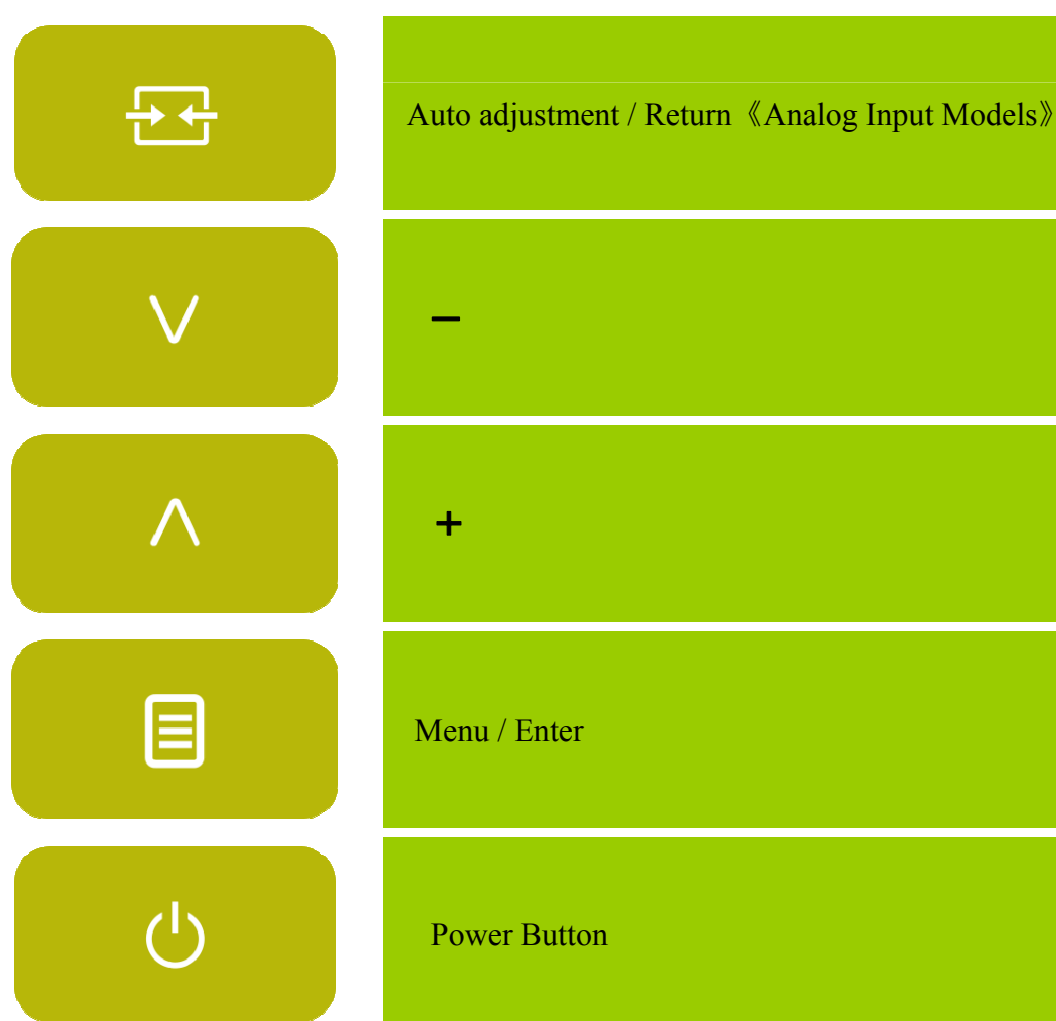 Auto adjustment / Return《Analog Input Models》
–
+
Menu / Enter
Power Button